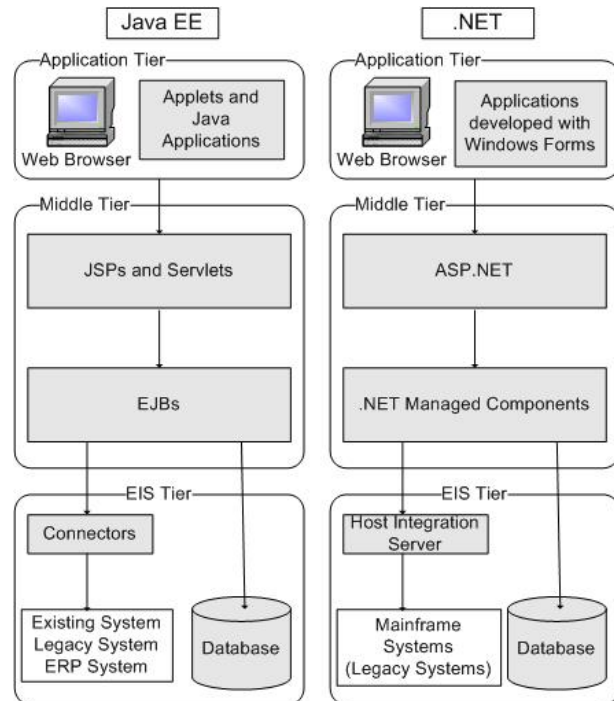 Java EE
Application Tier
Web Browser
Applets and
Java
Applications
Middle Tier
JSPs and Servlets
EJBs
EIS Tier
Connectors
Existing System
Legacy System
ERP System
Database
.NET
Application Tier
Web Browser
Applications
developed with
Windows Forms
Middle Tier
ASP.NET
.NET Managed Components
EIS Tier
Host Integration
Server
Mainframe
Systems
(Legacy Systems)
Database